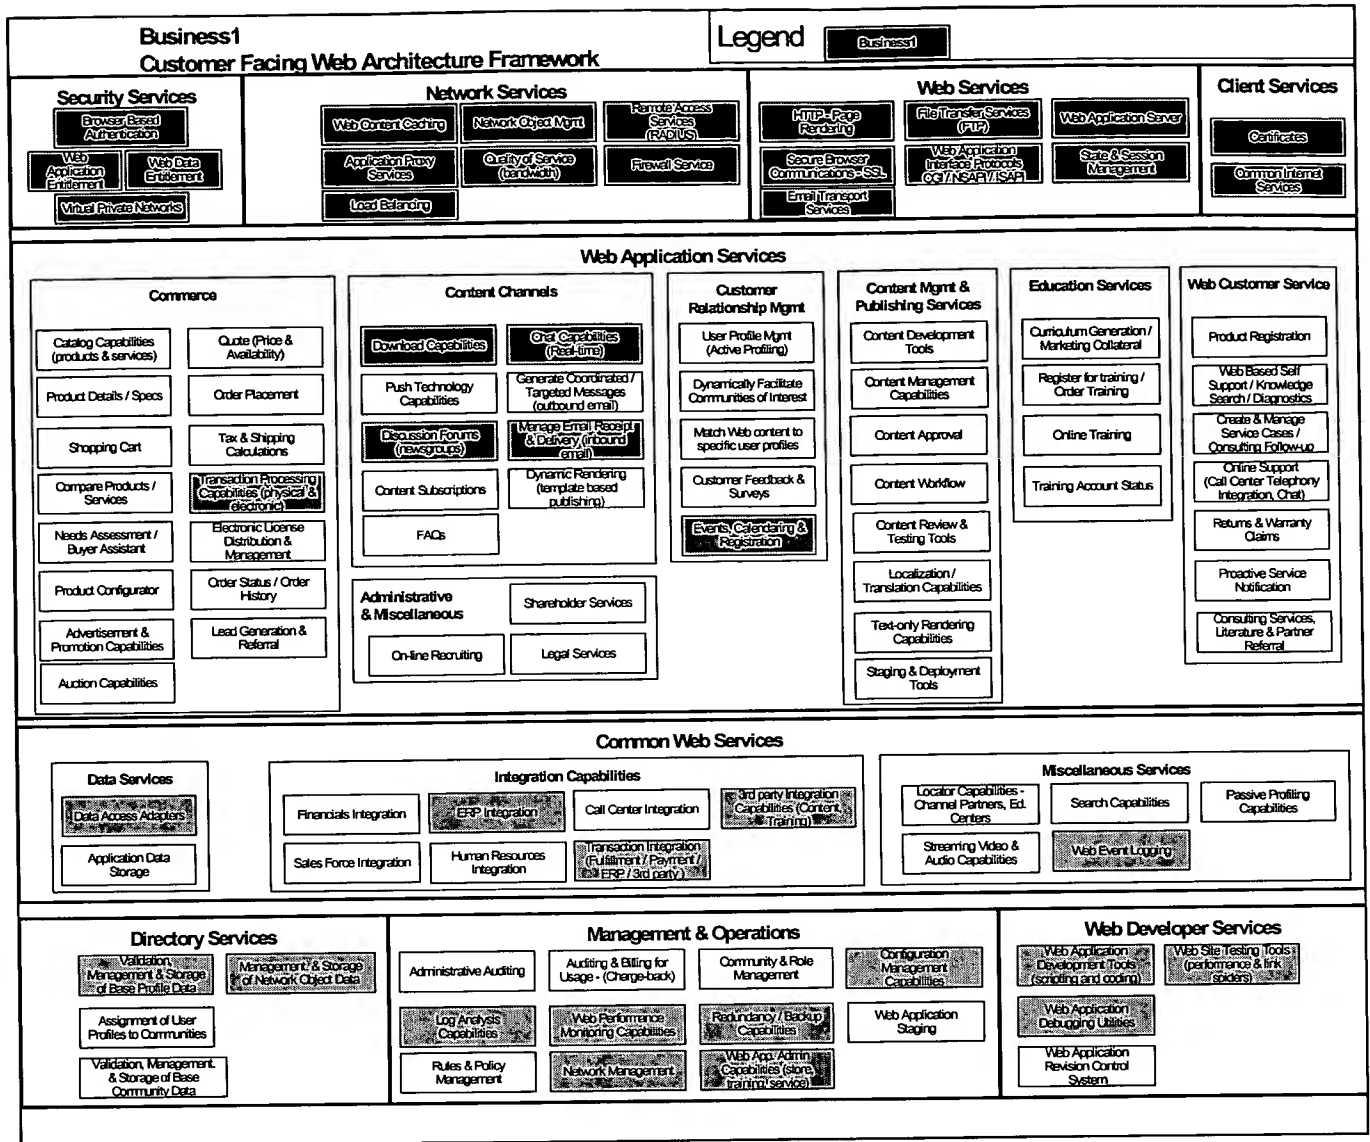 Business1
Customer Facing Web Architecture Framework
Legend
Business1
Security Services
Browser Based
Authentication
Web
Application
Entitlement
Web Data
Entitlement
Virtual Private Networks
Network Services
Web Content Caching
Network Object Mgmt
Remote Access
Services
(RADIUS)
Application Proxy
Services
Quality of Service
(bandwidth)
Firewall Service
Load Balancing
Web Services
HTTP - Page
Rendering
File Transfer Services
(FTP)
Web Application Server
Secure Browser
Communications - SSL
Web Application
Interface Protocols
CGI / NSAPI / ISAPI
State & Session
Management
Email Transport
Services
Client Services
Certificates
Common Internet
Services
Web Application Services
Commerce
Catalog Capabilities
(products & services)
Quote (Price &
Availability)
Product Details / Specs
Order Placement
Shopping Cart
Tax & Shipping
Calculations
Compare Products /
Services
Transaction Processing
Capabilities (physical &
electronic)
Needs Assessment /
Buyer Assistant
Electronic License
Distribution &
Management
Product Configurator
Order Status / Order
History
Advertisement &
Promotion Capabilities
Lead Generation &
Referral
Auction Capabilities
Content Channels
Download Capabilities
Chat Capabilities
(Real-time)
Push Technology
Capabilities
Generate Coordinated /
Targeted Messages
(outbound email)
Discussion Forums
(newsgroups)
Manage Email Receipt
& Delivery (inbound
email)
Content Subscriptions
Dynamic Rendering
(template based
publishing)
FAQs
Administrative
& Miscellaneous
Shareholder Services
On-line Recruiting
Legal Services
Customer
Relationship Mgmt
User Profile Mgmt
(Active Profiling)
Dynamically Facilitate
Communities of Interest
Match Web content to
specific user profiles
Customer Feedback &
Surveys
Events, Calendaring &
Registration
Content Mgmt &
Publishing Services
Content Development
Tools
Content Management
Capabilities
Content Approval
Content Workflow
Content Review &
Testing Tools
Localization /
Translation Capabilities
Text-only Rendering
Capabilities
Staging & Deployment
Tools
Education Services
Curriculum Generation /
Marketing Collateral
Register for training /
Order Training
Online Training
Training Account Status
Web Customer Service
Product Registration
Web Based Self
Support / Knowledge
Search / Diagnostics
Create & Manage
Service Cases /
Consulting Follow-up
Online Support
(Call Center Telephony
Integration, Chat)
Returns & Warranty
Claims
Proactive Service
Notification
Consulting Services,
Literature & Partner
Referral
Common Web Services
Data Services
Data Access Adapters
Application Data
Storage
Integration Capabilities
Financials Integration
ERP Integration
Call Center Integration
3rd party Integration
Capabilities (Content,
Training)
Sales Force Integration
Human Resources
Integration
Transaction Integration
(Fulfillment / Payment /
ERP / 3rd party )
Miscellaneous Services
Locator Capabilities -
Channel Partners, Ed.
Centers
Search Capabilities
Passive Profiling
Capabilities
Streaming Video &
Audio Capabilities
Web Event Logging
Directory Services
Validation,
Management & Storage
of Base Profile Data
Management & Storage
of Network Object Data
Assignment of User
Profiles to Communities
Validation, Management.
& Storage of Base
Community Data
Management & Operations
Administrative Auditing
Auditing & Billing for
Usage - (Charge-back)
Community & Role
Management
Configuration
Management
Capabilities
Log Analysis
Capabilities
Web Performance
Monitoring Capabilities
Redundancy / Backup
Capabilities
Web Application
Staging
Rules & Policy
Management
Network Management
Web App. Admin
Capabilities (store,
training, service)
Web Developer Services
Web Application
Development Tools
(scripting and coding)
Web Site Testing Tools
(performance & link
spiders)
Web Application
Debugging Utilities
Web Application
Revision Control
System